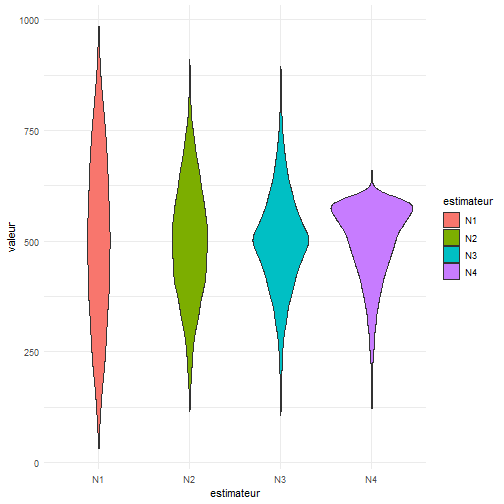 1000
750
500
250
0
valeur
N1 N2 N3 N4
estimateur
estimateur
N1
N2
N3
N4